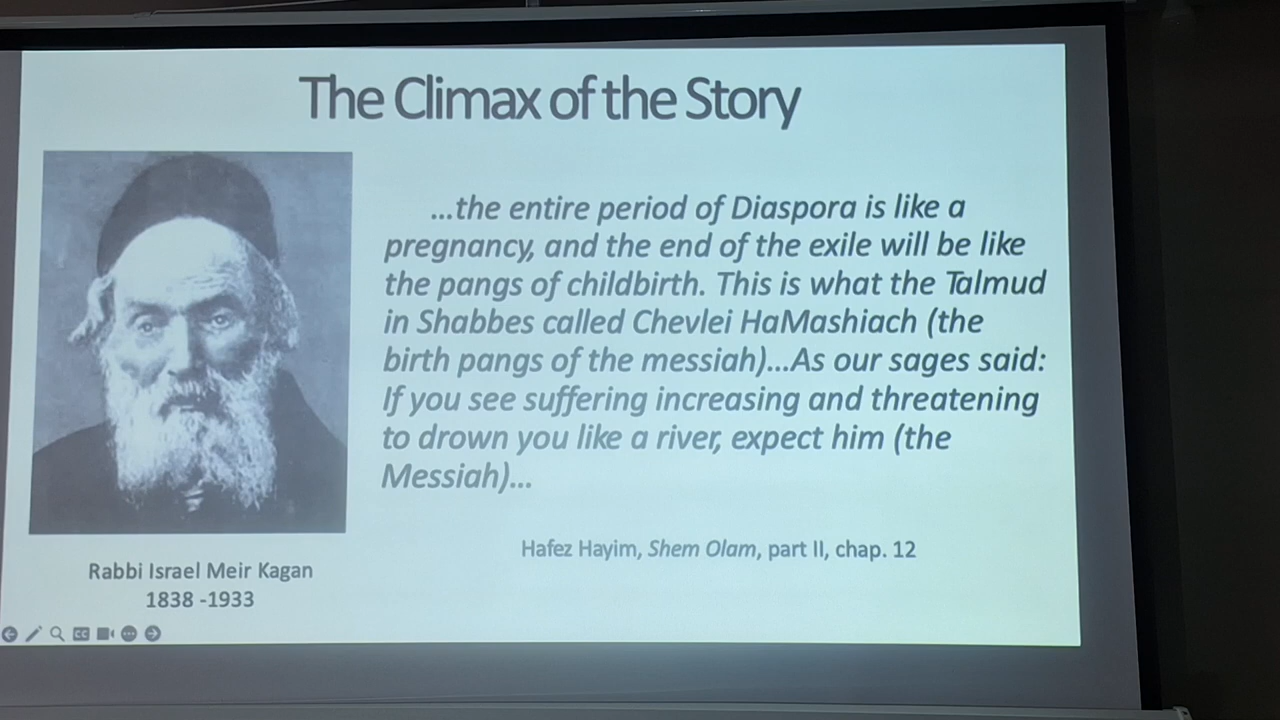 The Climax of the Story
...the entire period of Diaspora is like a
pregnancy, and the end of the exile will be like
the pangs of childbirth. This is what the Talmud
in Shabbes called Chevlei HaMashiach (the
birth pangs of the messiah)...As our sages said:
If you see suffering increasing and threatening
to drown you like a river, expect him (the
Messiah)...
Hafez Hayim, Shem Olam, part II, chap. 12
Rabbi Israel Meir Kagan
1838 -1933
CC